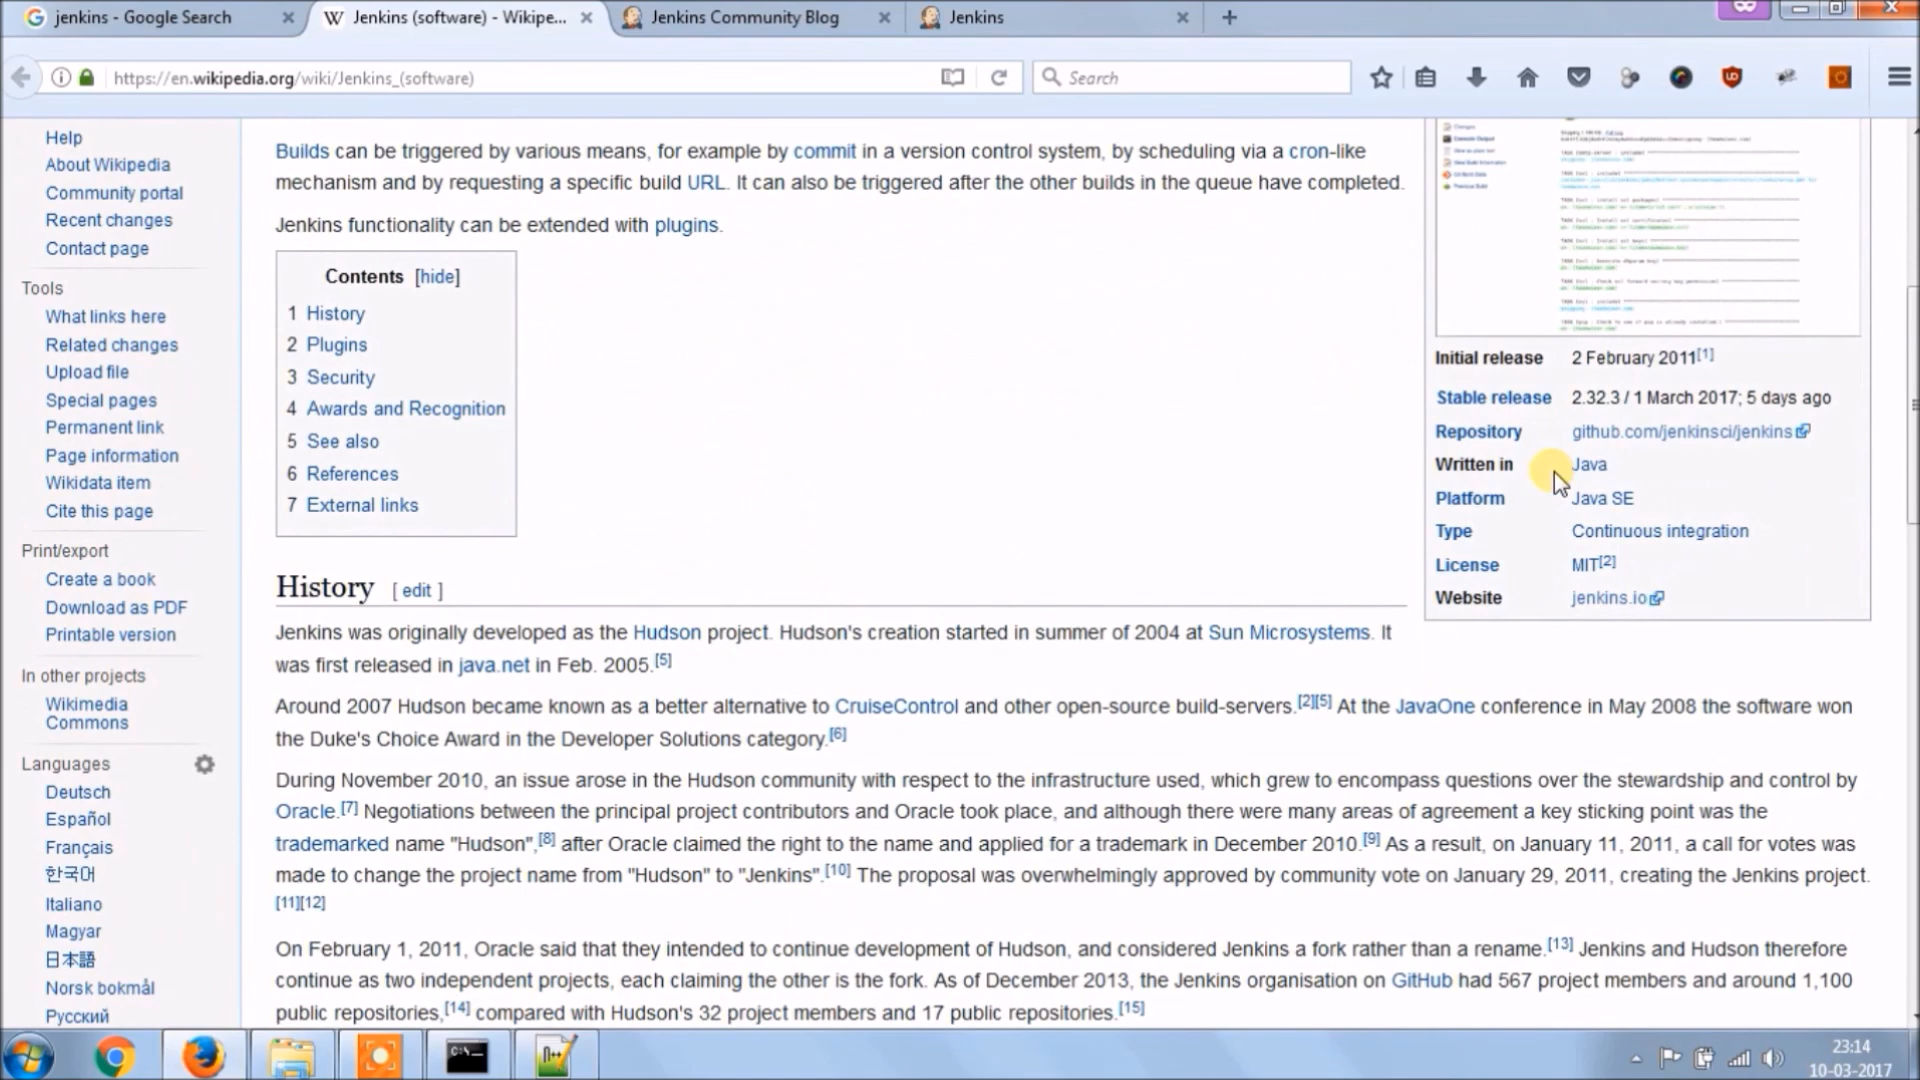 jenkins - Google Search
Jenkins (software) - Wikipe...
Jenkins Community Blog
Jenkins
https://en.wikipedia.org/wiki/Jenkins_(software)
Search
Help
About Wikipedia
Community portal
Recent changes
Contact page
Tools
What links here
Related changes
Upload file
Special pages
Permanent link
Page information
Wikidata item
Cite this page
Print/export
Create a book
Download as PDF
Printable version
In other projects
Wikimedia
Commons
Languages
Deutsch
Español
Français
한국어
Italiano
Magyar
日本語
Norsk bokmål
Русский
Builds can be triggered by various means, for example by commit in a version control system, by scheduling via a cron-like
mechanism and by requesting a specific build URL. It can also be triggered after the other builds in the queue have completed.
Jenkins functionality can be extended with plugins.
Contents [hide]
1 History
2 Plugins
3 Security
4 Awards and Recognition
5 See also
6 References
7 External links
Initial release 2 February 2011[1]
Stable release 2.32.3 / 1 March 2017; 5 days ago
Repository github.com/jenkinsci/jenkins
Written in Java
Platform Java SE
Type Continuous integration
License MIT[2]
Website jenkins.io
History [ edit ]
Jenkins was originally developed as the Hudson project. Hudson's creation started in summer of 2004 at Sun Microsystems. It
was first released in java.net in Feb. 2005.[5]
Around 2007 Hudson became known as a better alternative to CruiseControl and other open-source build-servers.[2][5] At the JavaOne conference in May 2008 the software won
the Duke's Choice Award in the Developer Solutions category.[6]
During November 2010, an issue arose in the Hudson community with respect to the infrastructure used, which grew to encompass questions over the stewardship and control by
Oracle.[7] Negotiations between the principal project contributors and Oracle took place, and although there were many areas of agreement a key sticking point was the
trademarked name "Hudson",[8] after Oracle claimed the right to the name and applied for a trademark in December 2010.[9] As a result, on January 11, 2011, a call for votes was
made to change the project name from "Hudson" to "Jenkins".[10] The proposal was overwhelmingly approved by community vote on January 29, 2011, creating the Jenkins project.
[11][12]
On February 1, 2011, Oracle said that they intended to continue development of Hudson, and considered Jenkins a fork rather than a rename.[13] Jenkins and Hudson therefore
continue as two independent projects, each claiming the other is the fork. As of December 2013, the Jenkins organisation on GitHub had 567 project members and around 1,100
public repositories,[14] compared with Hudson's 32 project members and 17 public repositories.[15]
23:14
10-03-2017